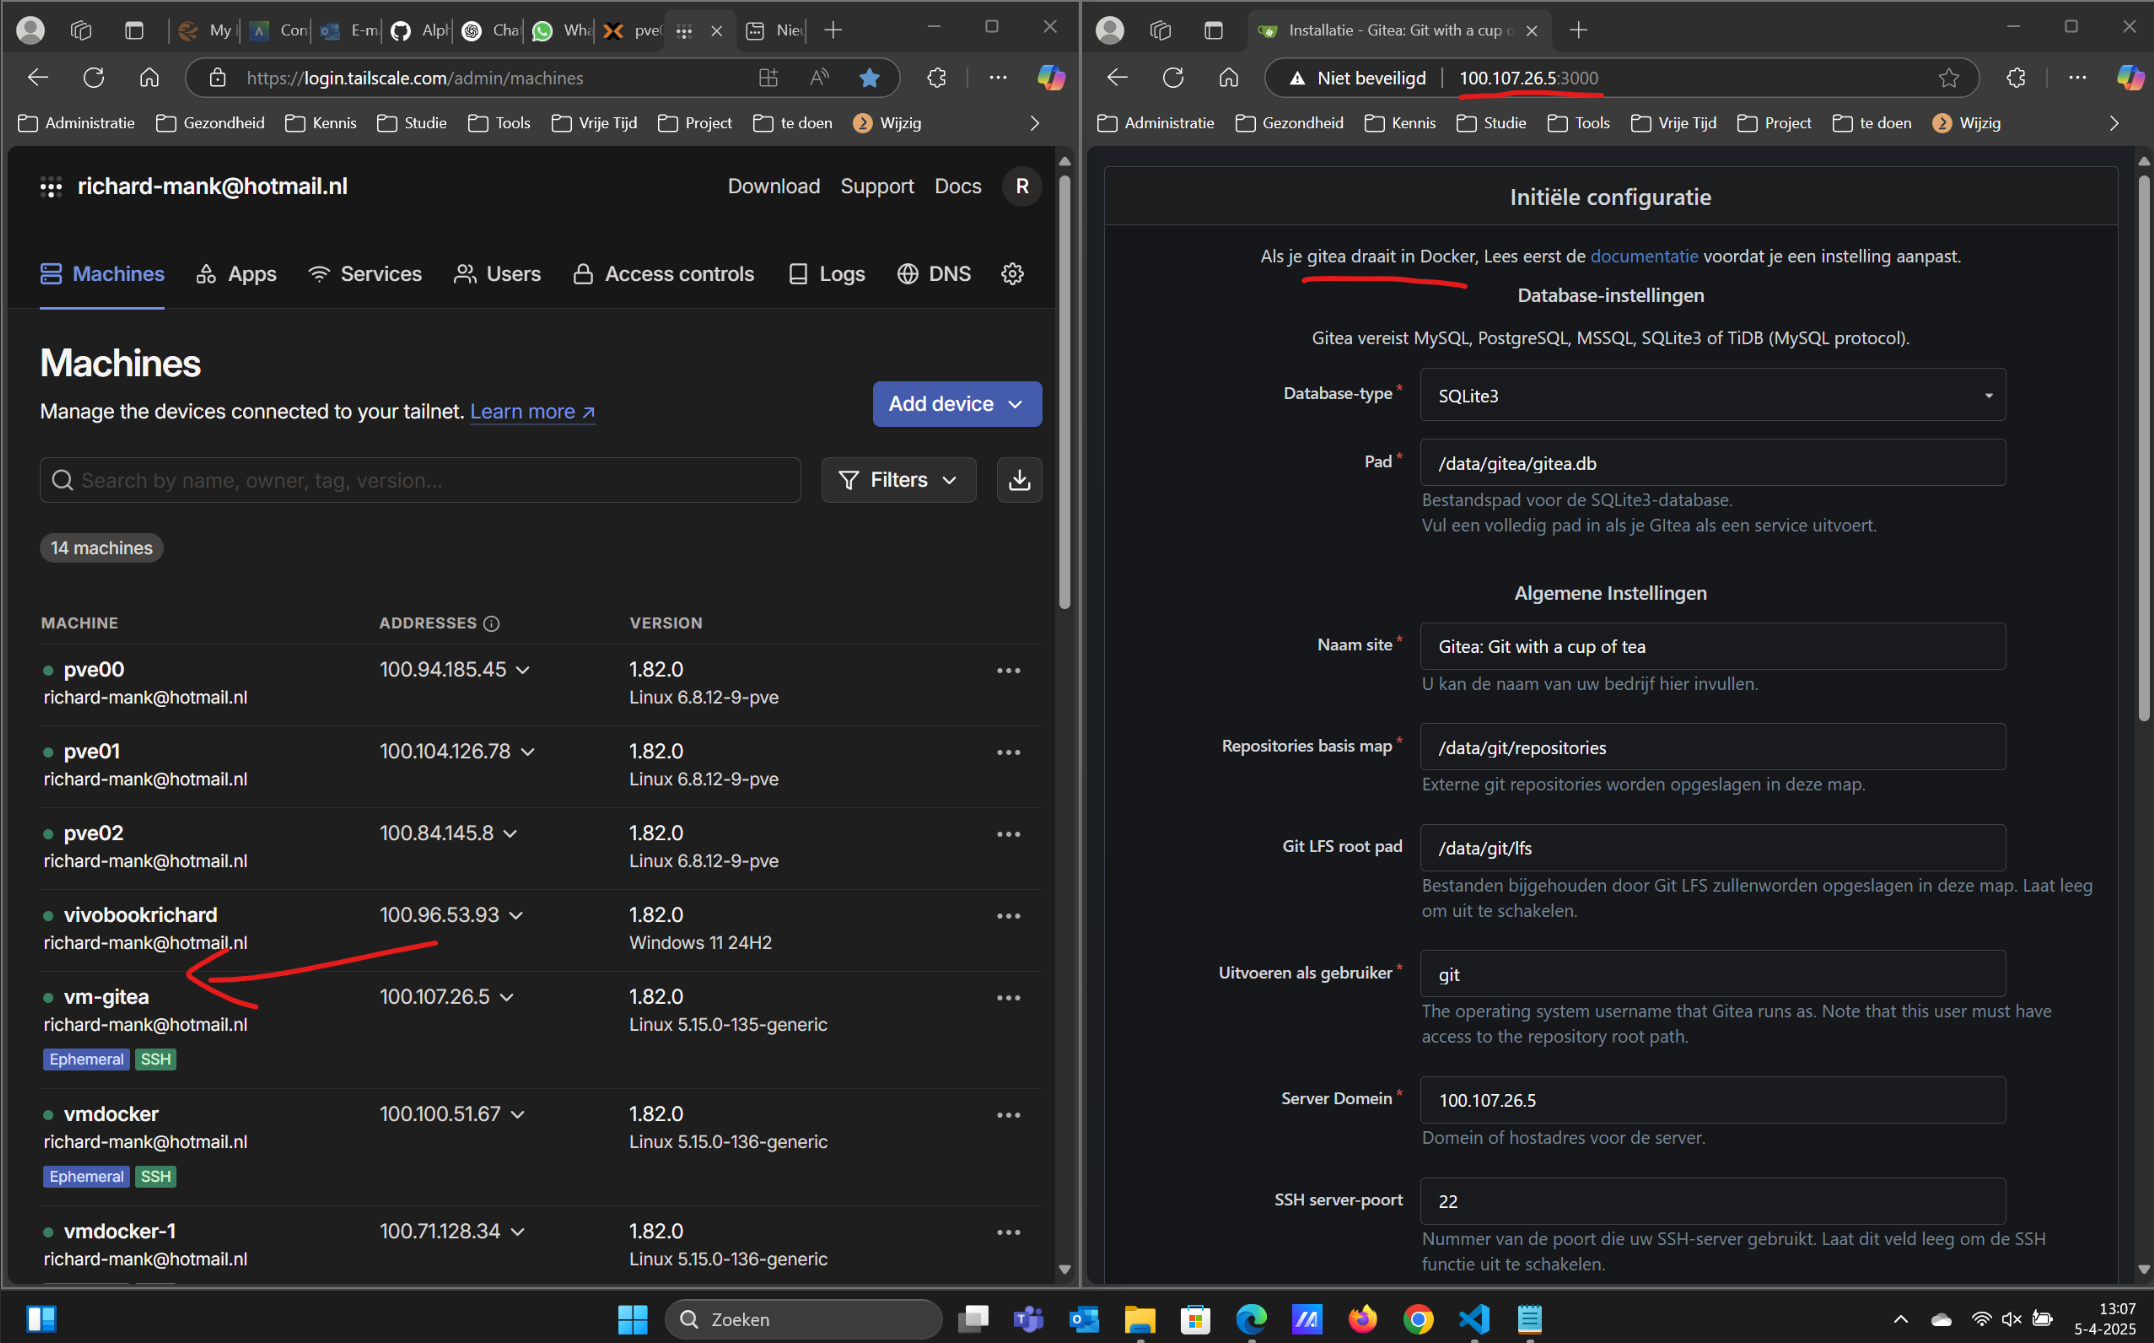 My
Con
E-m
Alph
Chat
Wha
pve
Nieu
https://login.tailscale.com/admin/machines
Administratie
Gezondheid
Kennis
Studie
Tools
Vrije Tijd
Project
te doen
Wijzig
richard-mank@hotmail.nl
Download
Support
Docs
R
Machines
Apps
Services
Users
Access controls
Logs
DNS
Machines
Manage the devices connected to your tailnet. Learn more ↗
Add device
Search by name, owner, tag, version...
Filters
14 machines
MACHINE
ADDRESSES
VERSION
pve00
100.94.185.45
1.82.0
richard-mank@hotmail.nl
Linux 6.8.12-9-pve
pve01
100.104.126.78
1.82.0
richard-mank@hotmail.nl
Linux 6.8.12-9-pve
pve02
100.84.145.8
1.82.0
richard-mank@hotmail.nl
Linux 6.8.12-9-pve
vivobookrichard
100.96.53.93
1.82.0
richard-mank@hotmail.nl
Windows 11 24H2
vm-gitea
100.107.26.5
1.82.0
richard-mank@hotmail.nl
Linux 5.15.0-135-generic
Ephemeral
SSH
vmdocker
100.100.51.67
1.82.0
richard-mank@hotmail.nl
Linux 5.15.0-136-generic
Ephemeral
SSH
vmdocker-1
100.71.128.34
1.82.0
richard-mank@hotmail.nl
Linux 5.15.0-136-generic
Installatie - Gitea: Git with a cup o
Niet beveiligd
100.107.26.5:3000
Administratie
Gezondheid
Kennis
Studie
Tools
Vrije Tijd
Project
te doen
Wijzig
Initiële configuratie
Als je gitea draait in Docker, Lees eerst de documentatie voordat je een instelling aanpast.
Database-instellingen
Gitea vereist MySQL, PostgreSQL, MSSQL, SQLite3 of TiDB (MySQL protocol).
Database-type *
SQLite3
Pad *
/data/gitea/gitea.db
Bestandspad voor de SQLite3-database.
Vul een volledig pad in als je GItea als een service uitvoert.
Algemene Instellingen
Naam site *
Gitea: Git with a cup of tea
U kan de naam van uw bedrijf hier invullen.
Repositories basis map *
/data/git/repositories
Externe git repositories worden opgeslagen in deze map.
Git LFS root pad
/data/git/lfs
Bestanden bijgehouden door Git LFS zullenworden opgeslagen in deze map. Laat leeg
om uit te schakelen.
Uitvoeren als gebruiker *
git
The operating system username that Gitea runs as. Note that this user must have
access to the repository root path.
Server Domein *
100.107.26.5
Domein of hostadres voor de server.
SSH server-poort
22
Nummer van de poort die uw SSH-server gebruikt. Laat dit veld leeg om de SSH
functie uit te schakelen.
Zoeken
13:07
5-4-2025